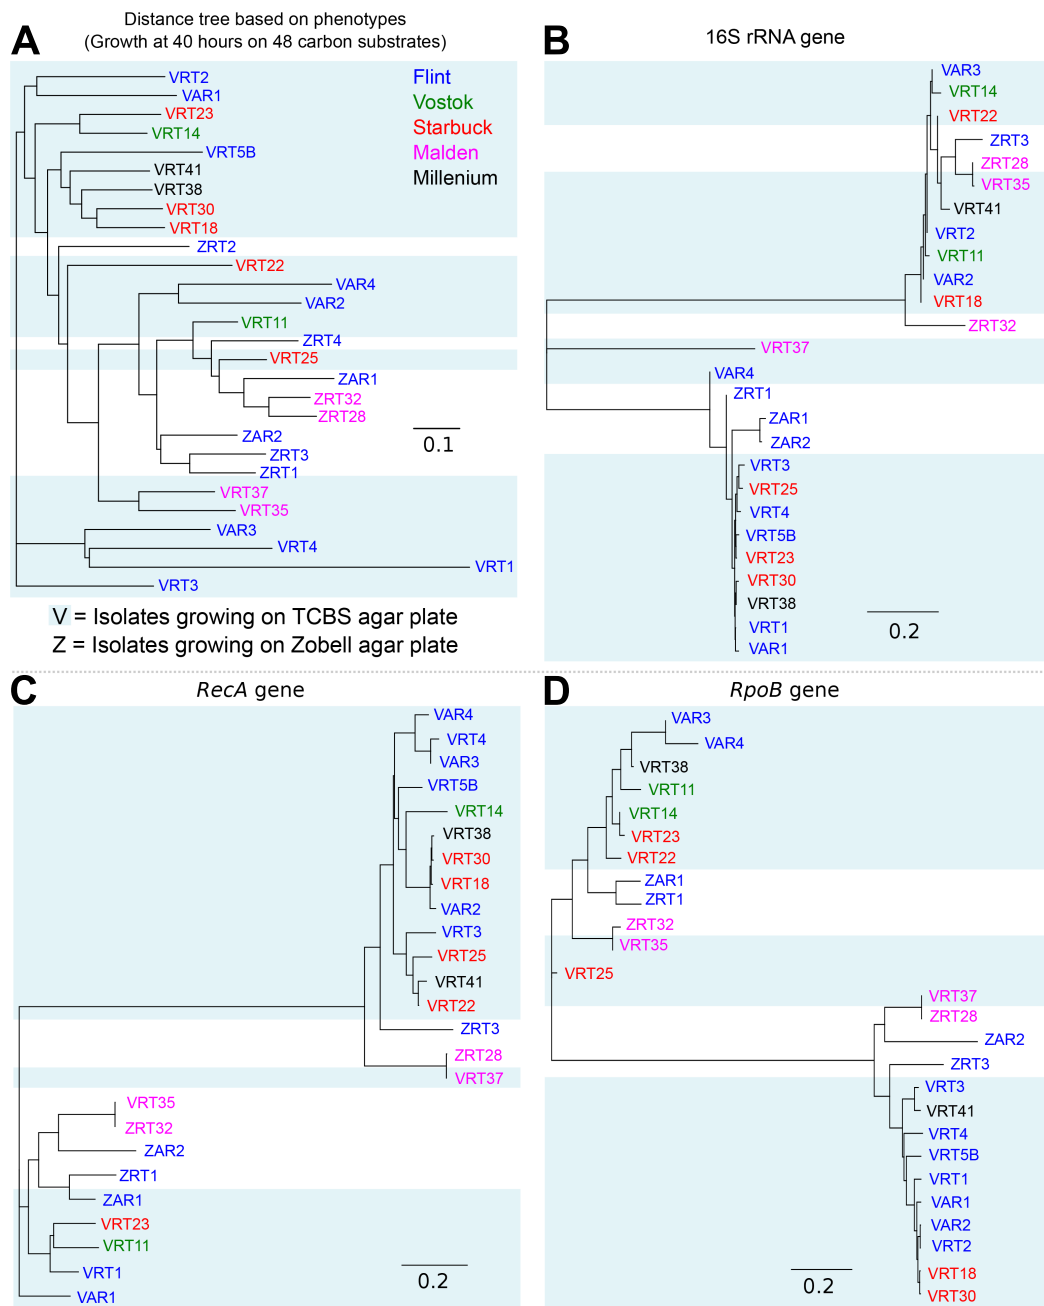 A
Distance tree based on phenotypes
(Growth at 40 hours on 48 carbon substrates)
Flint
Vostok
Starbuck
Malden
Millenium
VRT2
VAR1
VRT23
VRT14
VRT5B
VRT41
VRT38
VRT30
VRT18
ZRT2
VRT22
VAR4
VAR2
VRT11
ZRT4
VRT25
ZAR1
ZRT32
ZRT28
ZAR2
ZRT3
ZRT1
VRT37
VRT35
VAR3
VRT4
VRT1
VRT3
0.1
V = Isolates growing on TCBS agar plate
Z = Isolates growing on Zobell agar plate
B
16S rRNA gene
VAR3
VRT14
VRT22
ZRT3
ZRT28
VRT35
VRT41
VRT2
VRT11
VAR2
VRT18
ZRT32
VRT37
VAR4
ZRT1
ZAR1
ZAR2
VRT3
VRT25
VRT4
VRT5B
VRT23
VRT30
VRT38
VRT1
VAR1
0.2
C
RecA gene
VAR4
VRT4
VAR3
VRT5B
VRT14
VRT38
VRT30
VRT18
VAR2
VRT3
VRT25
VRT41
VRT22
ZRT3
ZRT28
VRT37
VRT35
ZRT32
ZAR2
ZRT1
ZAR1
VRT23
VRT11
VRT1
VAR1
0.2
D
RpoB gene
VAR3
VAR4
VRT38
VRT11
VRT14
VRT23
VRT22
ZAR1
ZRT1
ZRT32
VRT35
VRT25
VRT37
ZRT28
ZAR2
ZRT3
VRT3
VRT41
VRT4
VRT5B
VRT1
VAR1
VAR2
VRT2
VRT18
VRT30
0.2